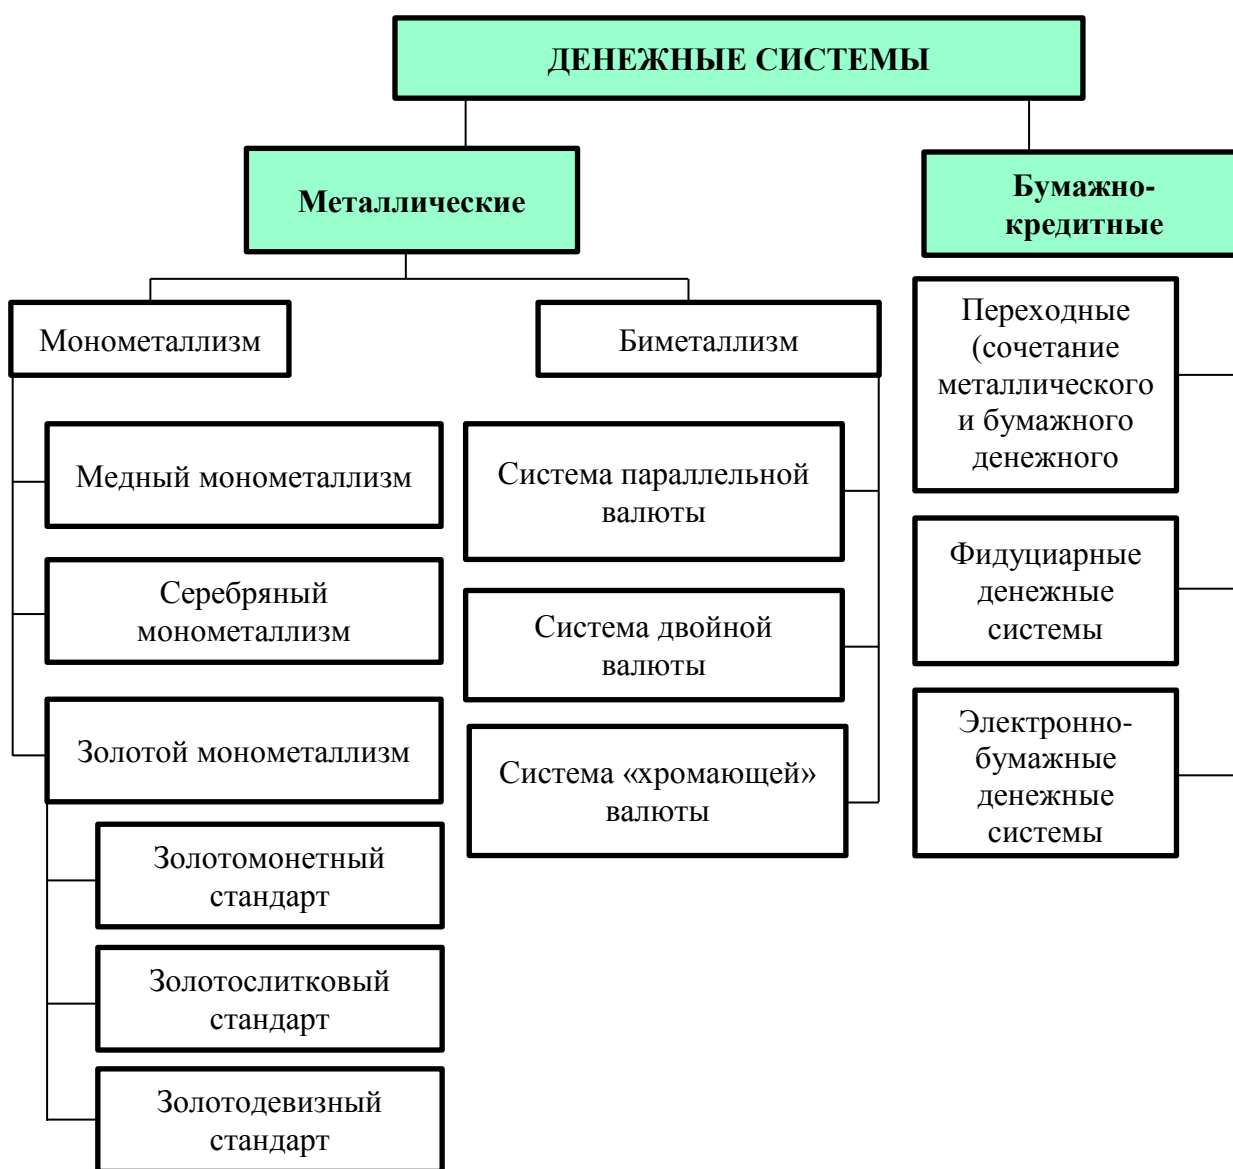 ДЕНЕЖНЫЕ СИСТЕМЫ
Металлические
Бумажно-
кредитные
Монометаллизм
Биметаллизм
Переходные
(сочетание
металлического
и бумажного
денежного
Медный монометаллизм
Система параллельной
валюты
Серебряный
монометаллизм
Система двойной
валюты
Фидуциарные
денежные
системы
Золотой монометаллизм
Система «хромающей»
валюты
Электронно-
бумажные
денежные
системы
Золотомонетный
стандарт
Золотослитковый
стандарт
Золотодевизный
стандарт